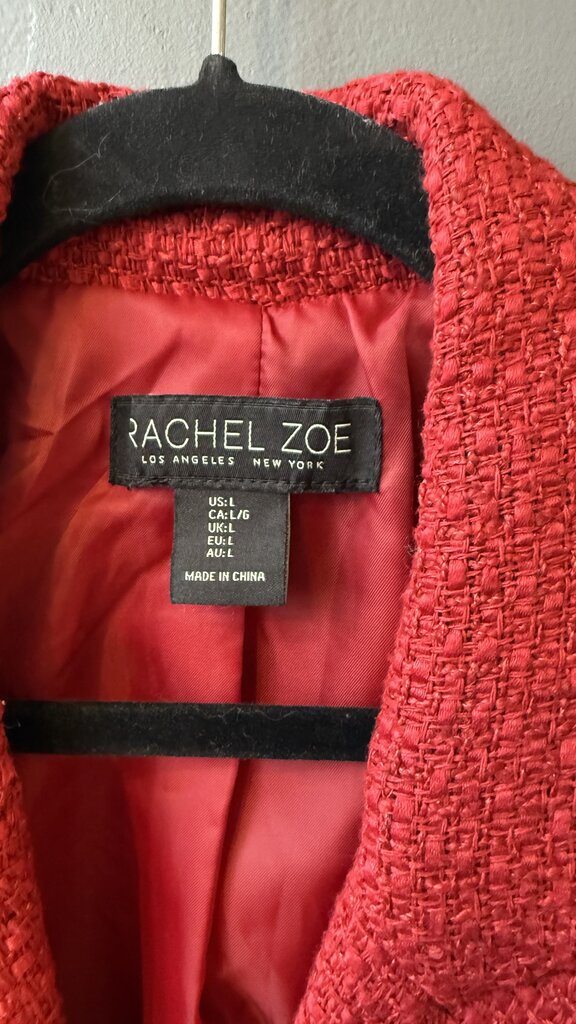 RACHEL ZOE
LOS ANGELES NEW YORK
US: L
CA: L/G
UK: L
EU: L
AU: L
MADE IN CHINA